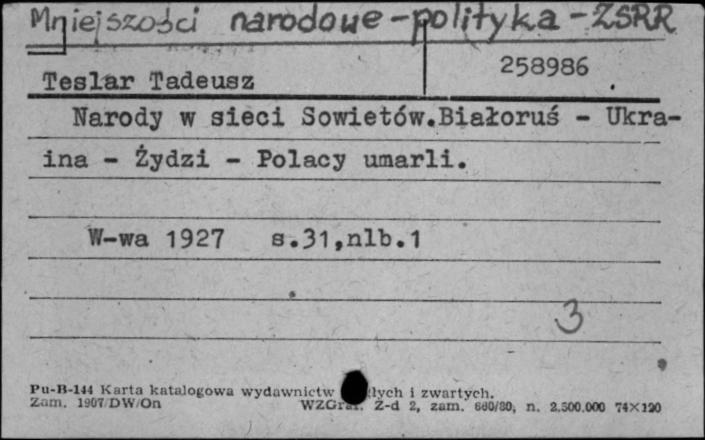 Mniejszości narodowe - polityka - ZSRR
Teslar Tadeusz
258986
Narody w sieci Sowietów.Białoruś - Ukra-
ina - Żydzi - Polacy umarli.
W-wa 1927 s.31,nlb.1
3
Pu-B-144 Karta katalogowa wydawnictw i zwartych.
Zam. 1907/DW/On WZGraf. Z-d 2, zam. 660/80, n. 2.500.000 74×120